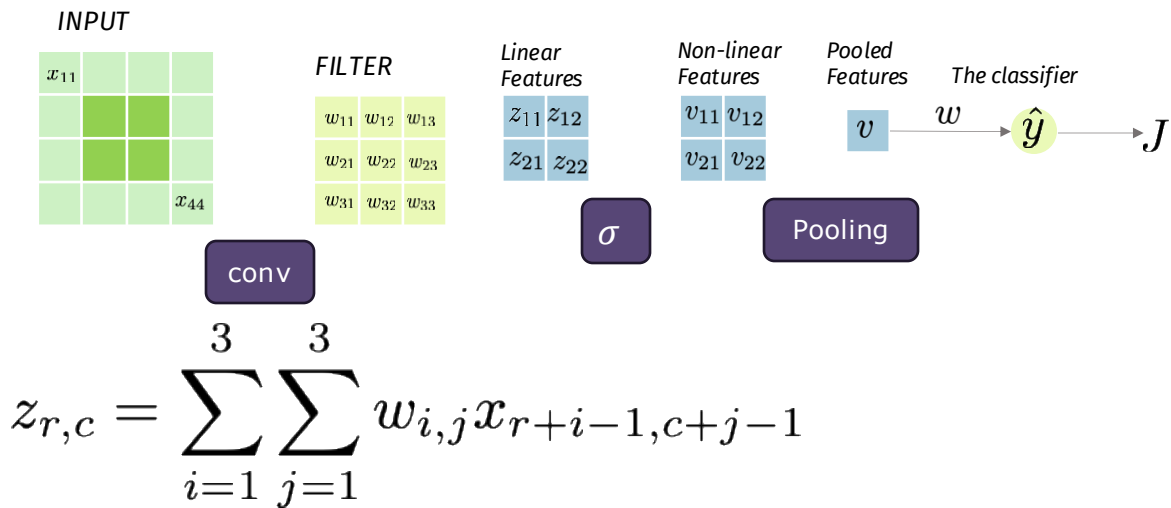 INPUT
FILTER
Linear
Features
Non-linear
Features
Pooled
Features
The classifier
x11
x44
w11 w12 w13
w21 w22 w23
w31 w32 w33
z11 z12
z21 z22
v11 v12
v21 v22
v
w
ŷ
J
conv
σ
Pooling
z_{r,c} = \sum_{i=1}^{3} \sum_{j=1}^{3} w_{i,j} x_{r+i-1,c+j-1}